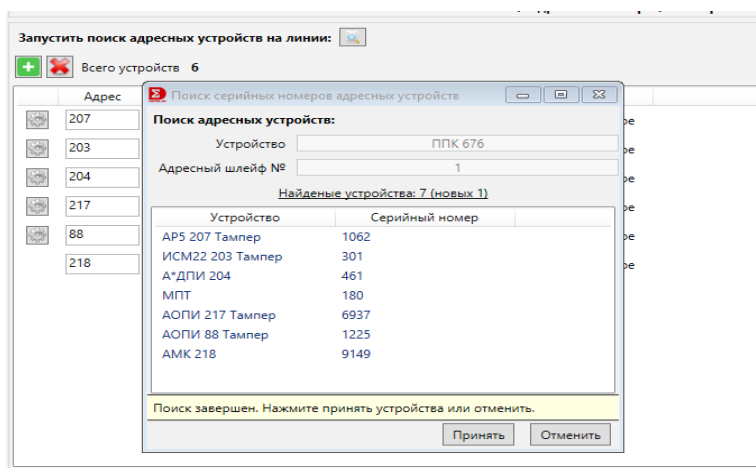 Запустить поиск адресных устройств на линии:
Всего устройств 6
Адрес
207
203
204
217
88
218
Поиск серийных номеров адресных устройств
Поиск адресных устройств:
Устройство ППК 676
Адресный шлейф № 1
Найденые устройства: 7 (новых 1)
Устройство Серийный номер
АР5 207 Тампер 1062
ИСМ22 203 Тампер 301
А*ДПИ 204 461
МПТ 180
АОПИ 217 Тампер 6937
АОПИ 88 Тампер 1225
АМК 218 9149
Поиск завершен. Нажмите принять устройства или отменить.
Принять Отменить